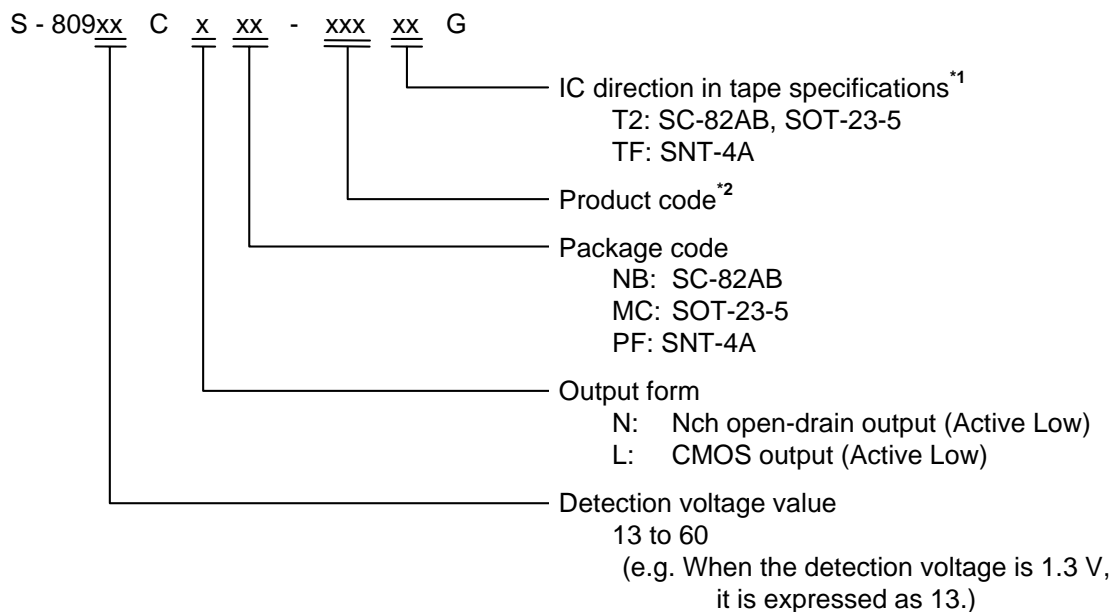 S - 809xx C x xx - xxx xx G
IC direction in tape specifications*1
T2: SC-82AB, SOT-23-5
TF: SNT-4A
Product code*2
Package code
NB: SC-82AB
MC: SOT-23-5
PF: SNT-4A
Output form
N: Nch open-drain output (Active Low)
L: CMOS output (Active Low)
Detection voltage value
13 to 60
(e.g. When the detection voltage is 1.3 V,
it is expressed as 13.)